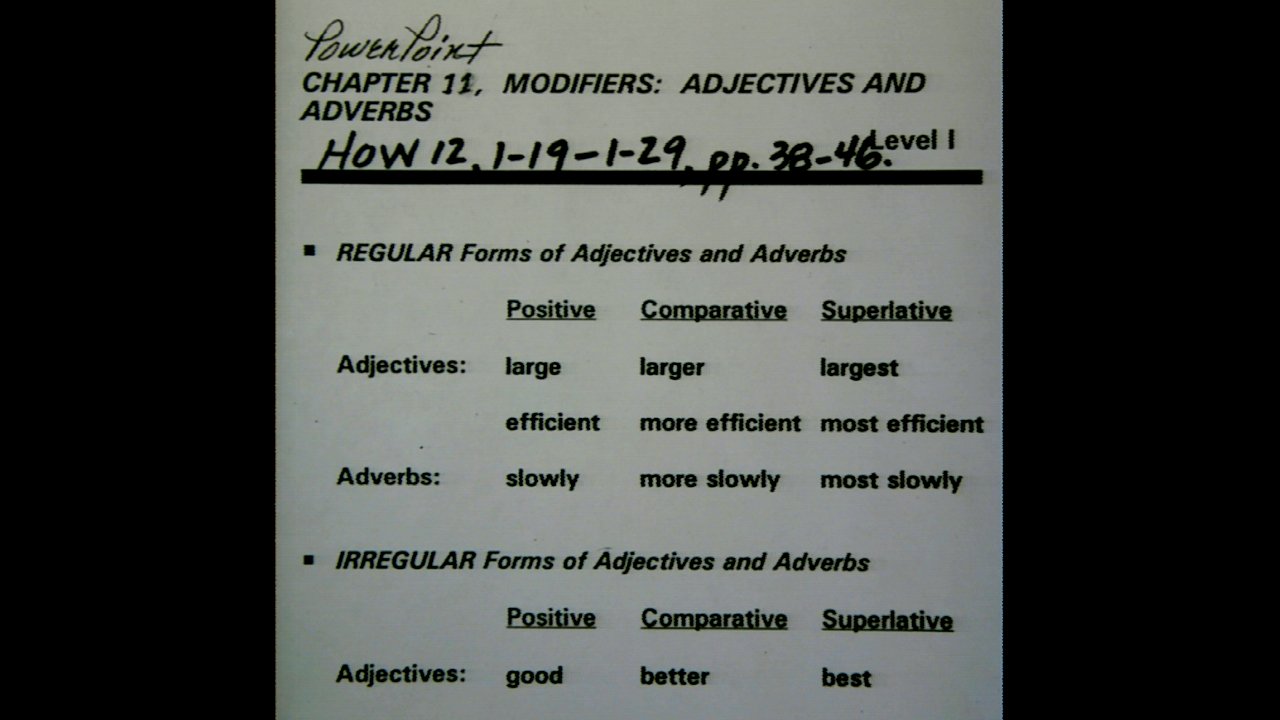 PowerPoint
CHAPTER 11, MODIFIERS: ADJECTIVES AND
ADVERBS
HOW 12, 1-19-1-29, pp. 38-46. Level I
▪ REGULAR Forms of Adjectives and Adverbs
Positive Comparative Superlative
Adjectives: large larger largest
efficient more efficient most efficient
Adverbs: slowly more slowly most slowly
▪ IRREGULAR Forms of Adjectives and Adverbs
Positive Comparative Superlative
Adjectives: good better best